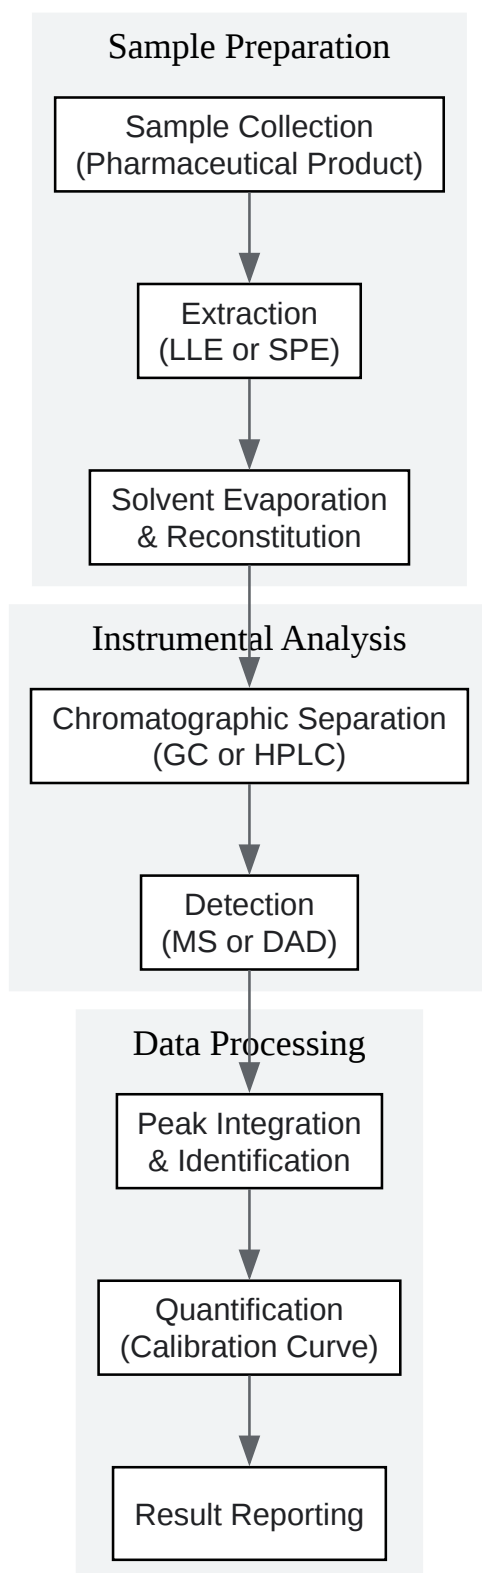 Sample Preparation
Sample Collection
(Pharmaceutical Product)
Extraction
(LLE or SPE)
Solvent Evaporation
& Reconstitution
Instrumental Analysis
Chromatographic Separation
(GC or HPLC)
Detection
(MS or DAD)
Data Processing
Peak Integration
& Identification
Quantification
(Calibration Curve)
Result Reporting